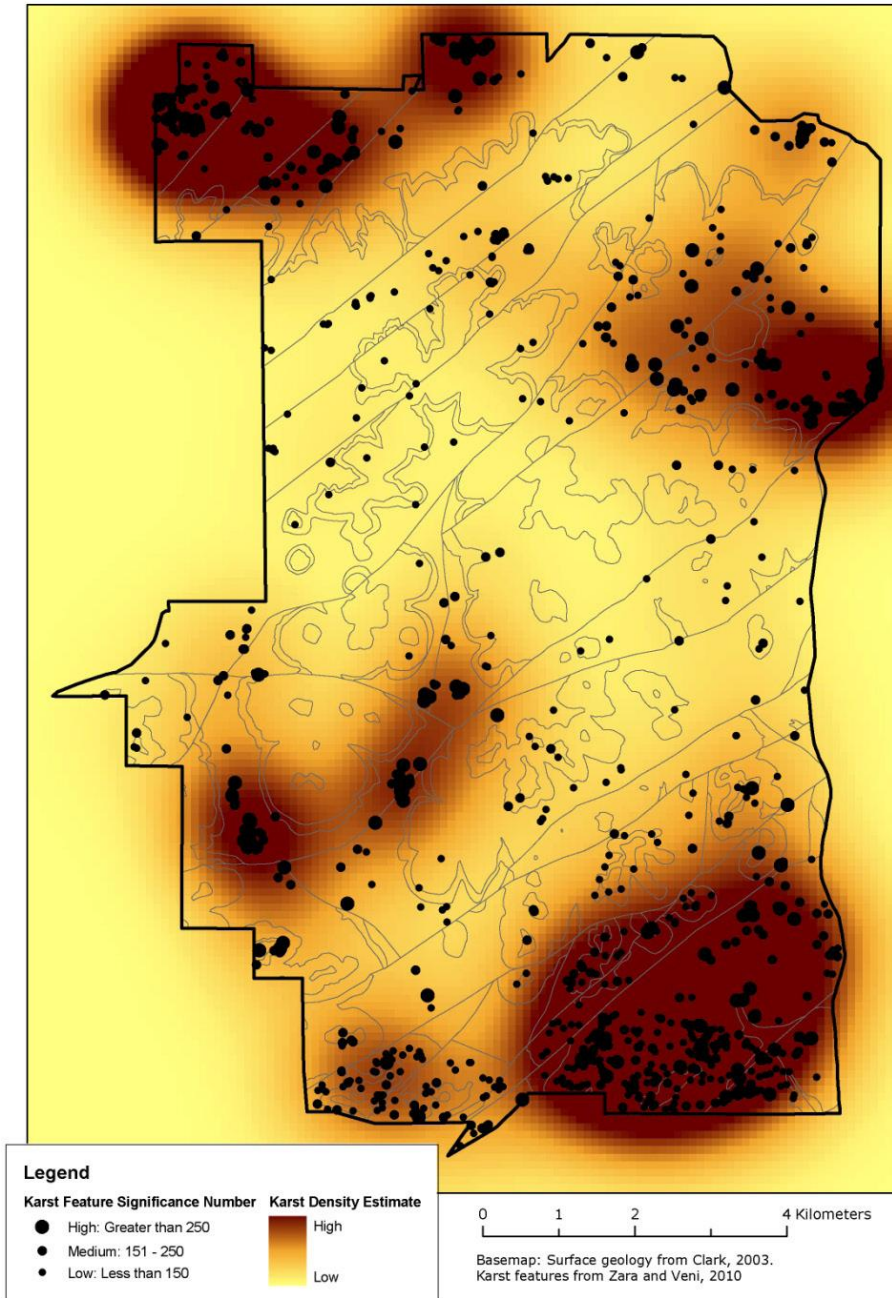 Legend
Karst Feature Significance Number
High: Greater than 250
Medium: 151 - 250
Low: Less than 150
Karst Density Estimate
High
Low
0 1 2 4 Kilometers
Basemap: Surface geology from Clark, 2003.
Karst features from Zara and Veni, 2010